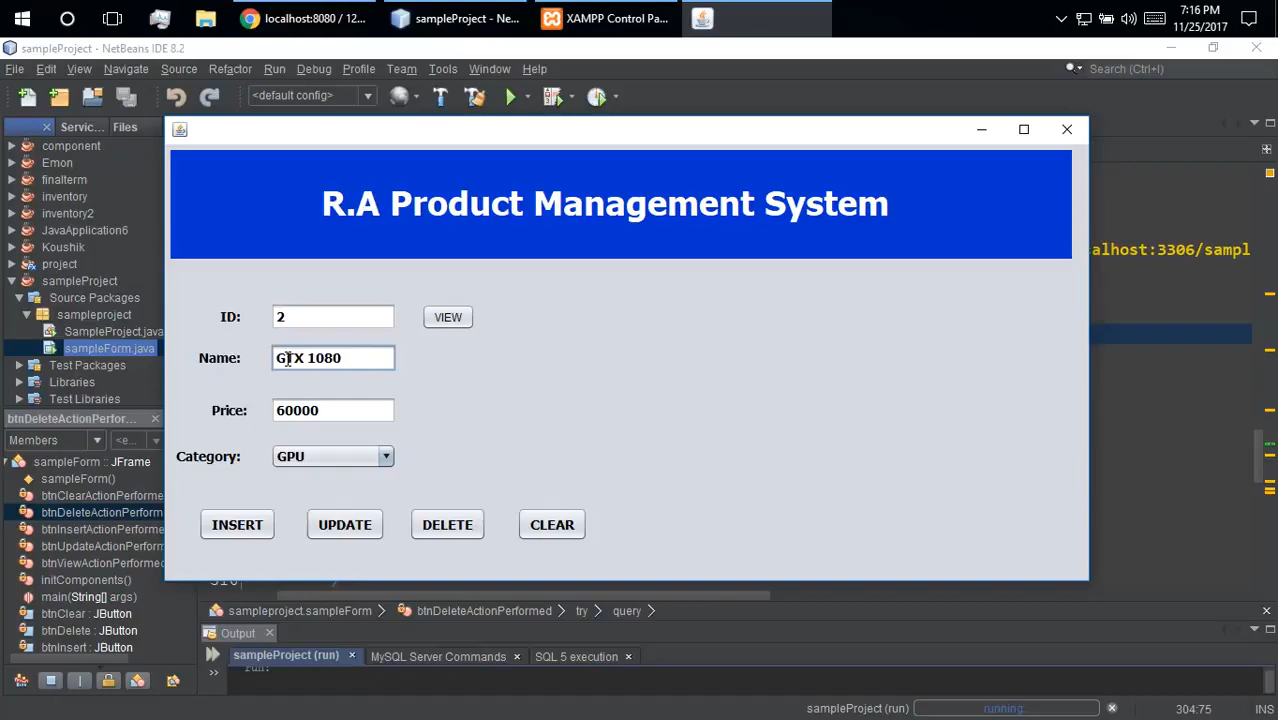 localhost:8080 / 12...
sampleProject - Ne...
XAMPP Control Pa...
7:16 PM
11/25/2017
sampleProject - NetBeans IDE 8.2
File Edit View Navigate Source Refactor Run Debug Profile Team Tools Window Help
Search (Ctrl+I)
<default config>
Servic... Files
component
Emon
finalterm
inventory
inventory2
JavaApplication6
Koushik
project
sampleProject
Source Packages
sampleproject
SampleProject.java
sampleForm.java
Test Packages
Libraries
Test Libraries
alhost:3306/sampl
R.A Product Management System
ID: 2 VIEW
Name: GTX 1080
Price: 60000
Category: GPU
INSERT UPDATE DELETE CLEAR
btnDeleteActionPerfor...
Members <e...
sampleForm :: JFrame
sampleForm()
btnClearActionPerforme
btnDeleteActionPerform
btnInsertActionPerforme
btnUpdateActionPerform
btnViewActionPerformed
initComponents()
main(String[] args)
btnClear : JButton
btnDelete : JButton
btnInsert : JButton
sampleproject.sampleForm btnDeleteActionPerformed try query
Output
sampleProject (run) MySQL Server Commands SQL 5 execution
run:
sampleProject (run) running... 304:75 INS